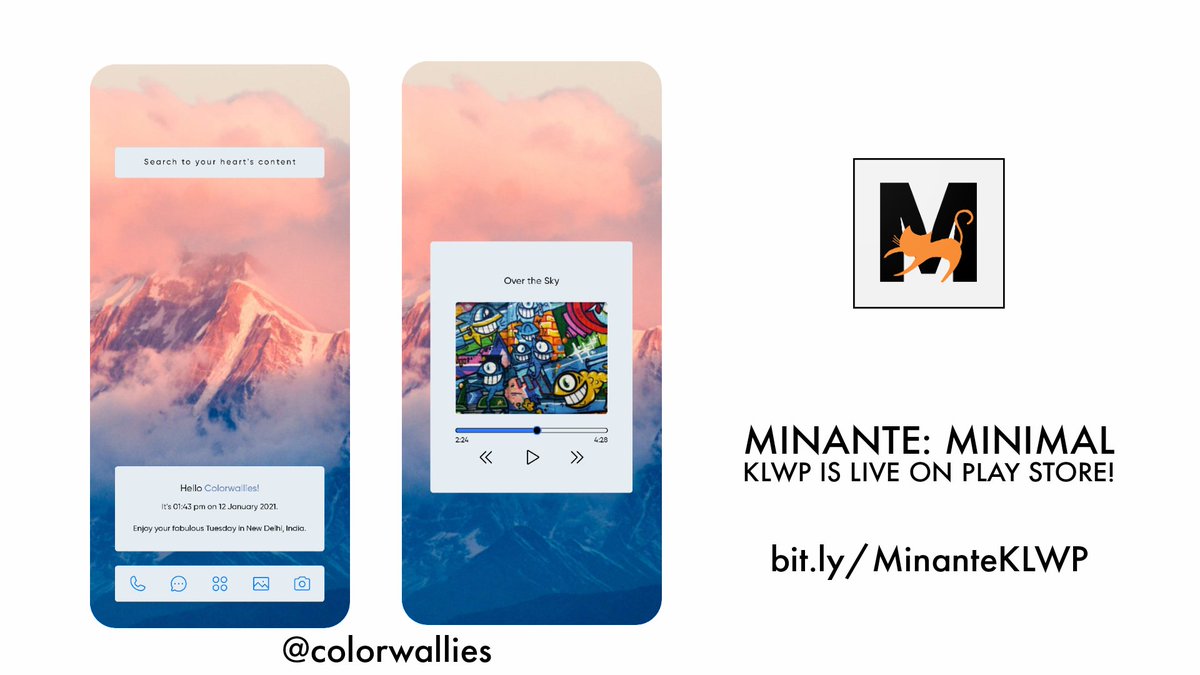 Search to your heart's content
Hello Colorwallies!
It's 01:43 pm on 12 January 2021.
Enjoy your fabulous Tuesday in New Delhi, India.
Over the Sky
2:24
4:28
@colorwallies
M
MINANTE: MINIMAL
KLWP IS LIVE ON PLAY STORE!
bit.ly/MinanteKLWP